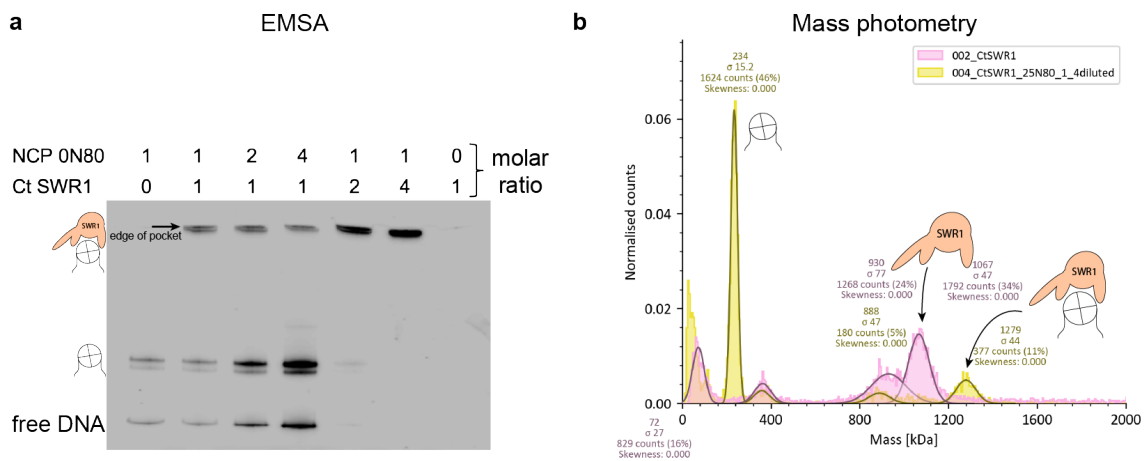 a
EMSA
NCP 0N80 1 1 2 4 1 1 0
Ct SWR1 0 1 1 1 2 4 1
molar
ratio
SWR1
edge of pocket
free DNA
b
Mass photometry
002_CtSWR1
004_CtSWR1_25N80_1_4diluted
Normalised counts
0.06
0.04
0.02
0.00
234
σ 15.2
1624 counts (46%)
Skewness: 0.000
SWR1
930
σ 77
1268 counts (24%)
Skewness: 0.000
1067
σ 47
1792 counts (34%)
Skewness: 0.000
SWR1
888
σ 47
180 counts (5%)
Skewness: 0.000
1279
σ 44
377 counts (11%)
Skewness: 0.000
0 400 800 1200 1600 2000
Mass [kDa]
72
σ 27
829 counts (16%)
Skewness: 0.000